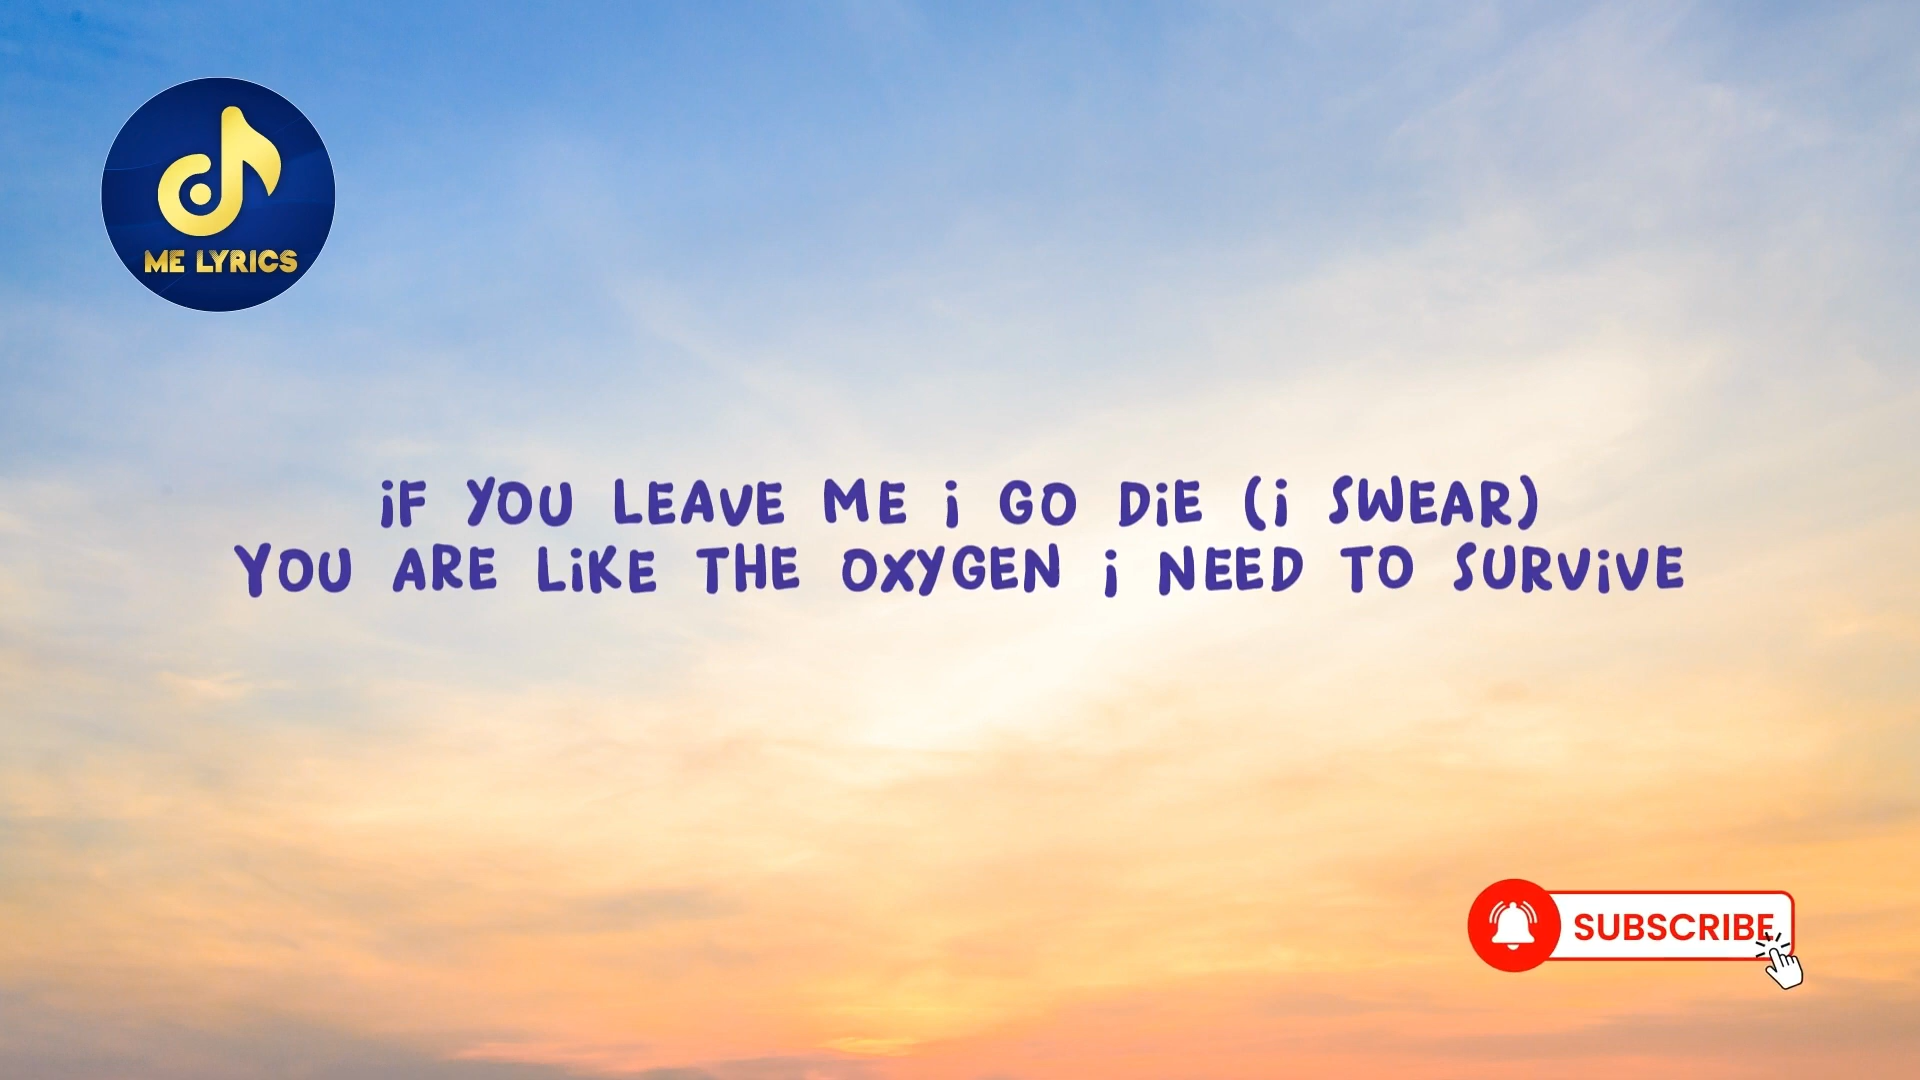 ME LYRICS
iF YOU LEAVE ME i GO DiE (i SWEAR)
YOU ARE LiKE THE OXYGEN i NEED TO SURViVE
SUBSCRIBE